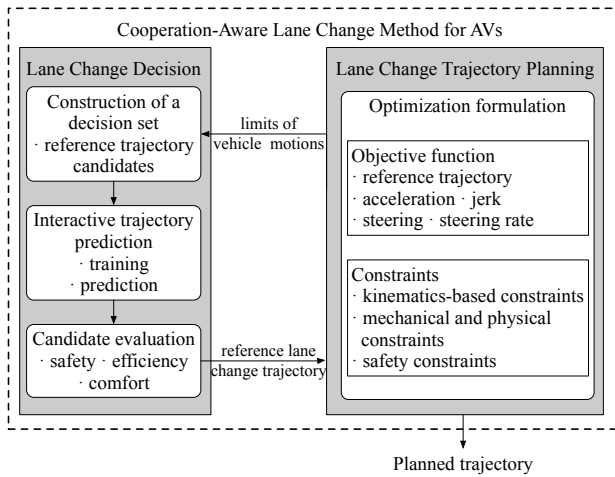 Cooperation-Aware Lane Change Method for AVs
Lane Change Decision
Construction of a
decision set
· reference trajectory
candidates
Interactive trajectory
prediction
· training
· prediction
Candidate evaluation
· safety · efficiency
· comfort
limits of
vehicle motions
reference lane
change trajectory
Lane Change Trajectory Planning
Optimization formulation
Objective function
· reference trajectory
· acceleration · jerk
· steering · steering rate
Constraints
· kinematics-based constraints
· mechanical and physical
constraints
· safety constraints
Planned trajectory